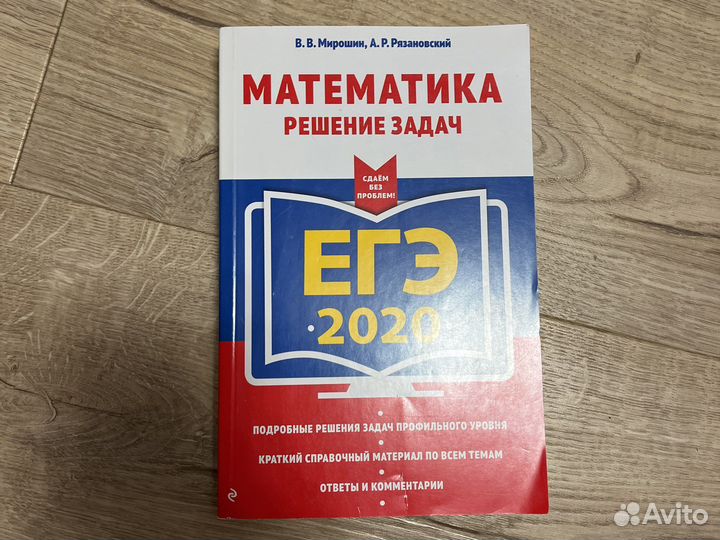 В. В. Мирошин, А. Р. Рязановский
МАТЕМАТИКА
РЕШЕНИЕ ЗАДАЧ
СДАЁМ
БЕЗ
ПРОБЛЕМ!
ЕГЭ
·2020
ПОДРОБНЫЕ РЕШЕНИЯ ЗАДАЧ ПРОФИЛЬНОГО УРОВНЯ
КРАТКИЙ СПРАВОЧНЫЙ МАТЕРИАЛ ПО ВСЕМ ТЕМАМ
ОТВЕТЫ И КОММЕНТАРИИ
Avito